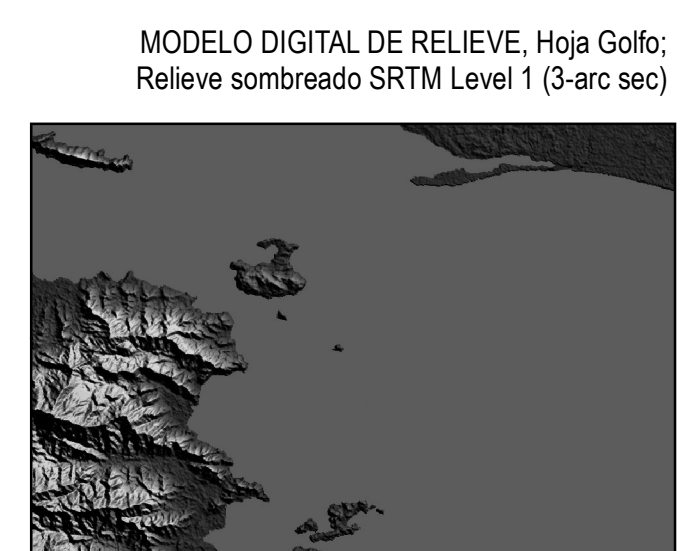 MODELO DIGITAL DE RELIEVE, Hoja Golfo;
Relieve sombreado SRTM Level 1 (3-arc sec)